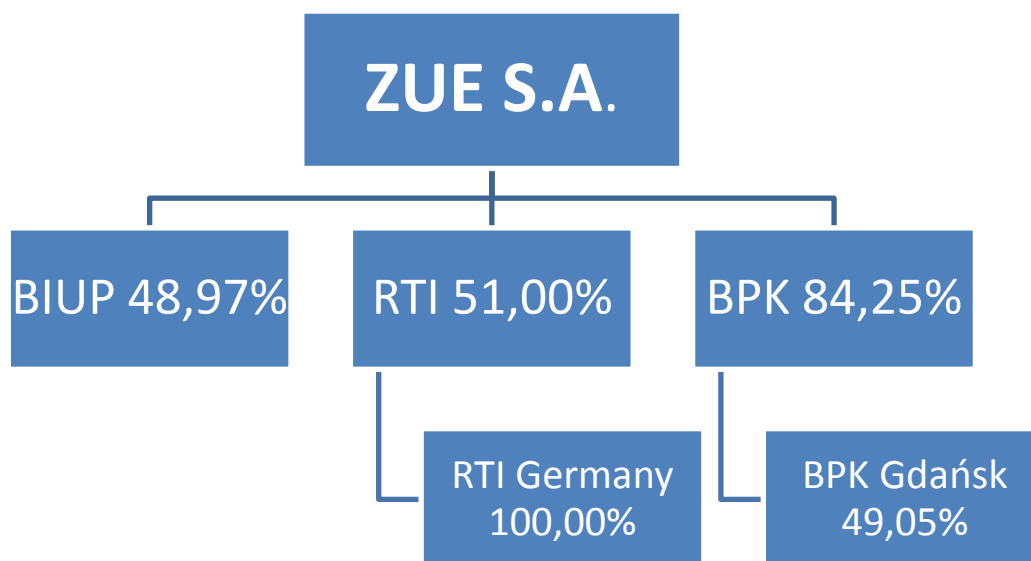 ZUE S.A.
BIUP 48,97%
RTI 51,00%
BPK 84,25%
RTI Germany
100,00%
BPK Gdańsk
49,05%